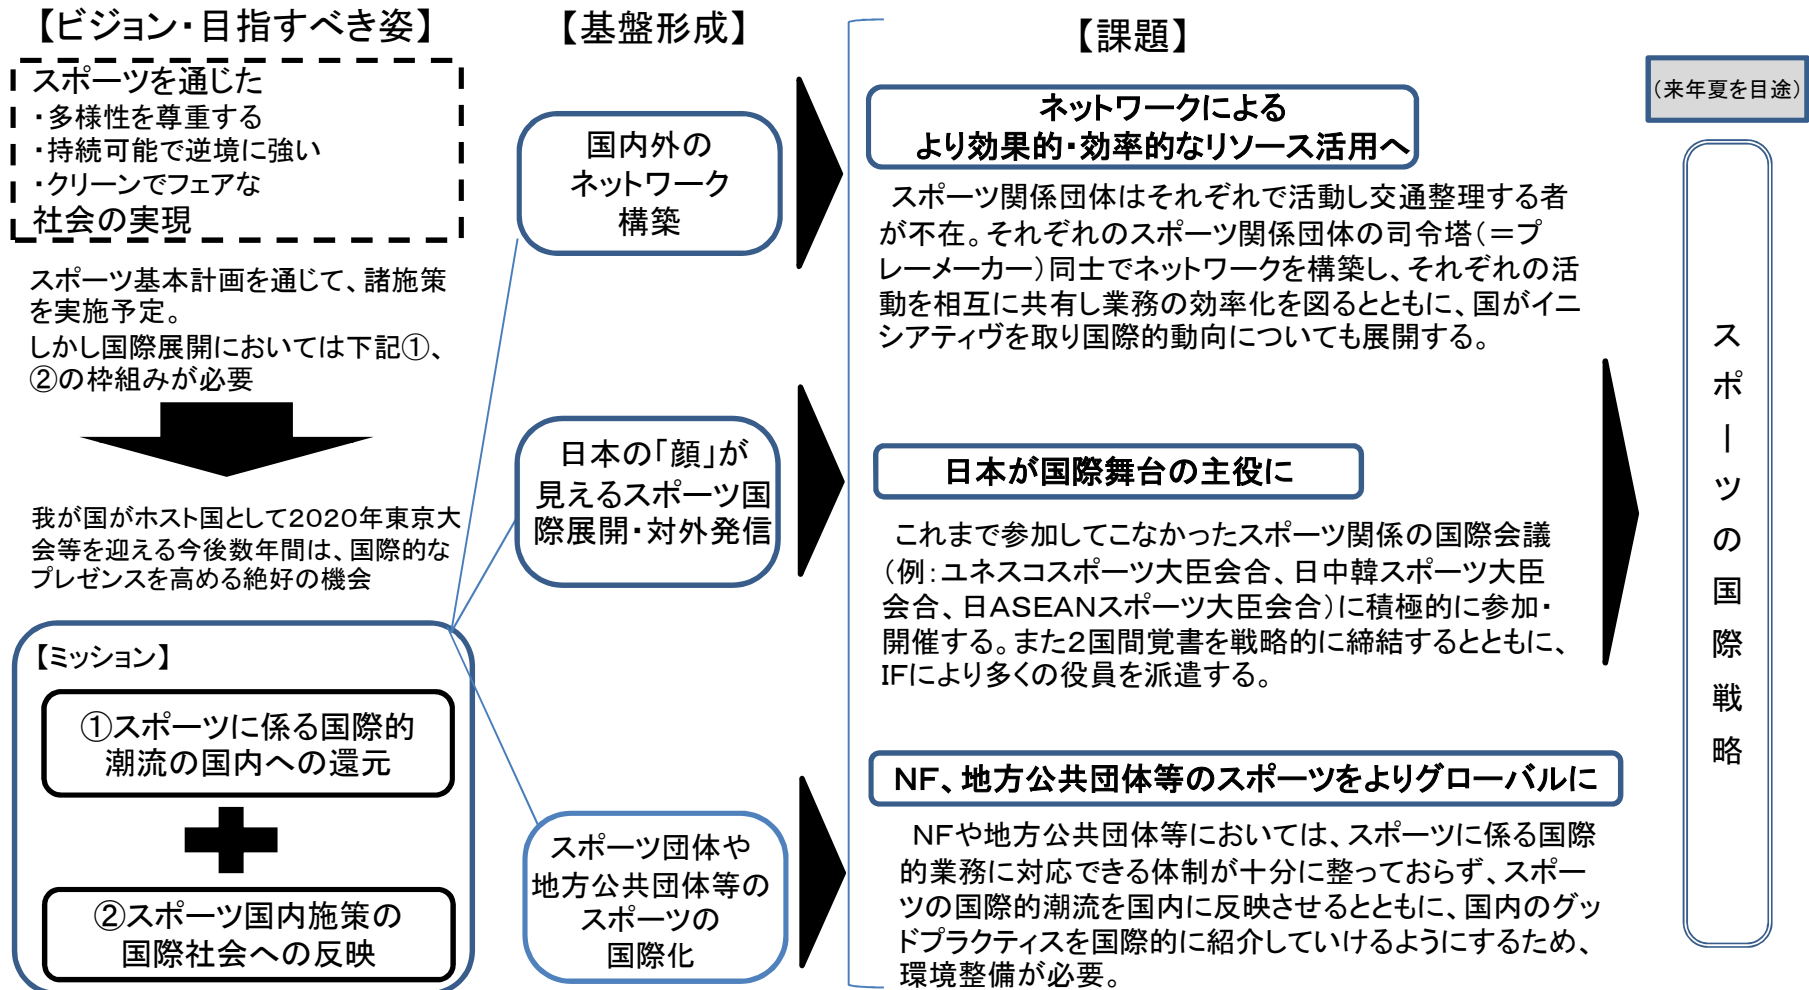 【ビジョン・目指すべき姿】
スポーツを通じた
・多様性を尊重する
・持続可能で逆境に強い
・クリーンでフェアな
社会の実現
スポーツ基本計画を通じて、諸施策
を実施予定。
しかし国際展開においては下記①、
②の枠組みが必要
我が国がホスト国として2020年東京大
会等を迎える今後数年間は、国際的な
プレゼンスを高める絶好の機会
【ミッション】
①スポーツに係る国際的
潮流の国内への還元
②スポーツ国内施策の
国際社会への反映
【基盤形成】
国内外の
ネットワーク
構築
日本の「顔」が
見えるスポーツ国
際展開・対外発信
スポーツ団体や
地方公共団体等の
スポーツの
国際化
【課題】
ネットワークによる
より効果的・効率的なリソース活用へ
スポーツ関係団体はそれぞれで活動し交通整理する者
が不在。それぞれのスポーツ関係団体の司令塔(=プ
レーメーカー)同士でネットワークを構築し、それぞれの活
動を相互に共有し業務の効率化を図るとともに、国がイニ
シアティヴを取り国際的動向についても展開する。
日本が国際舞台の主役に
これまで参加してこなかったスポーツ関係の国際会議
(例:ユネスコスポーツ大臣会合、日中韓スポーツ大臣
会合、日ASEANスポーツ大臣会合)に積極的に参加・
開催する。また2国間覚書を戦略的に締結するとともに、
IFにより多くの役員を派遣する。
NF、地方公共団体等のスポーツをよりグローバルに
NFや地方公共団体等においては、スポーツに係る国際
的業務に対応できる体制が十分に整っておらず、スポー
ツの国際的潮流を国内に反映させるとともに、国内のグッ
ドプラクティスを国際的に紹介していけるようにするため、
環境整備が必要。
(来年夏を目途)
スポーツの国際戦略